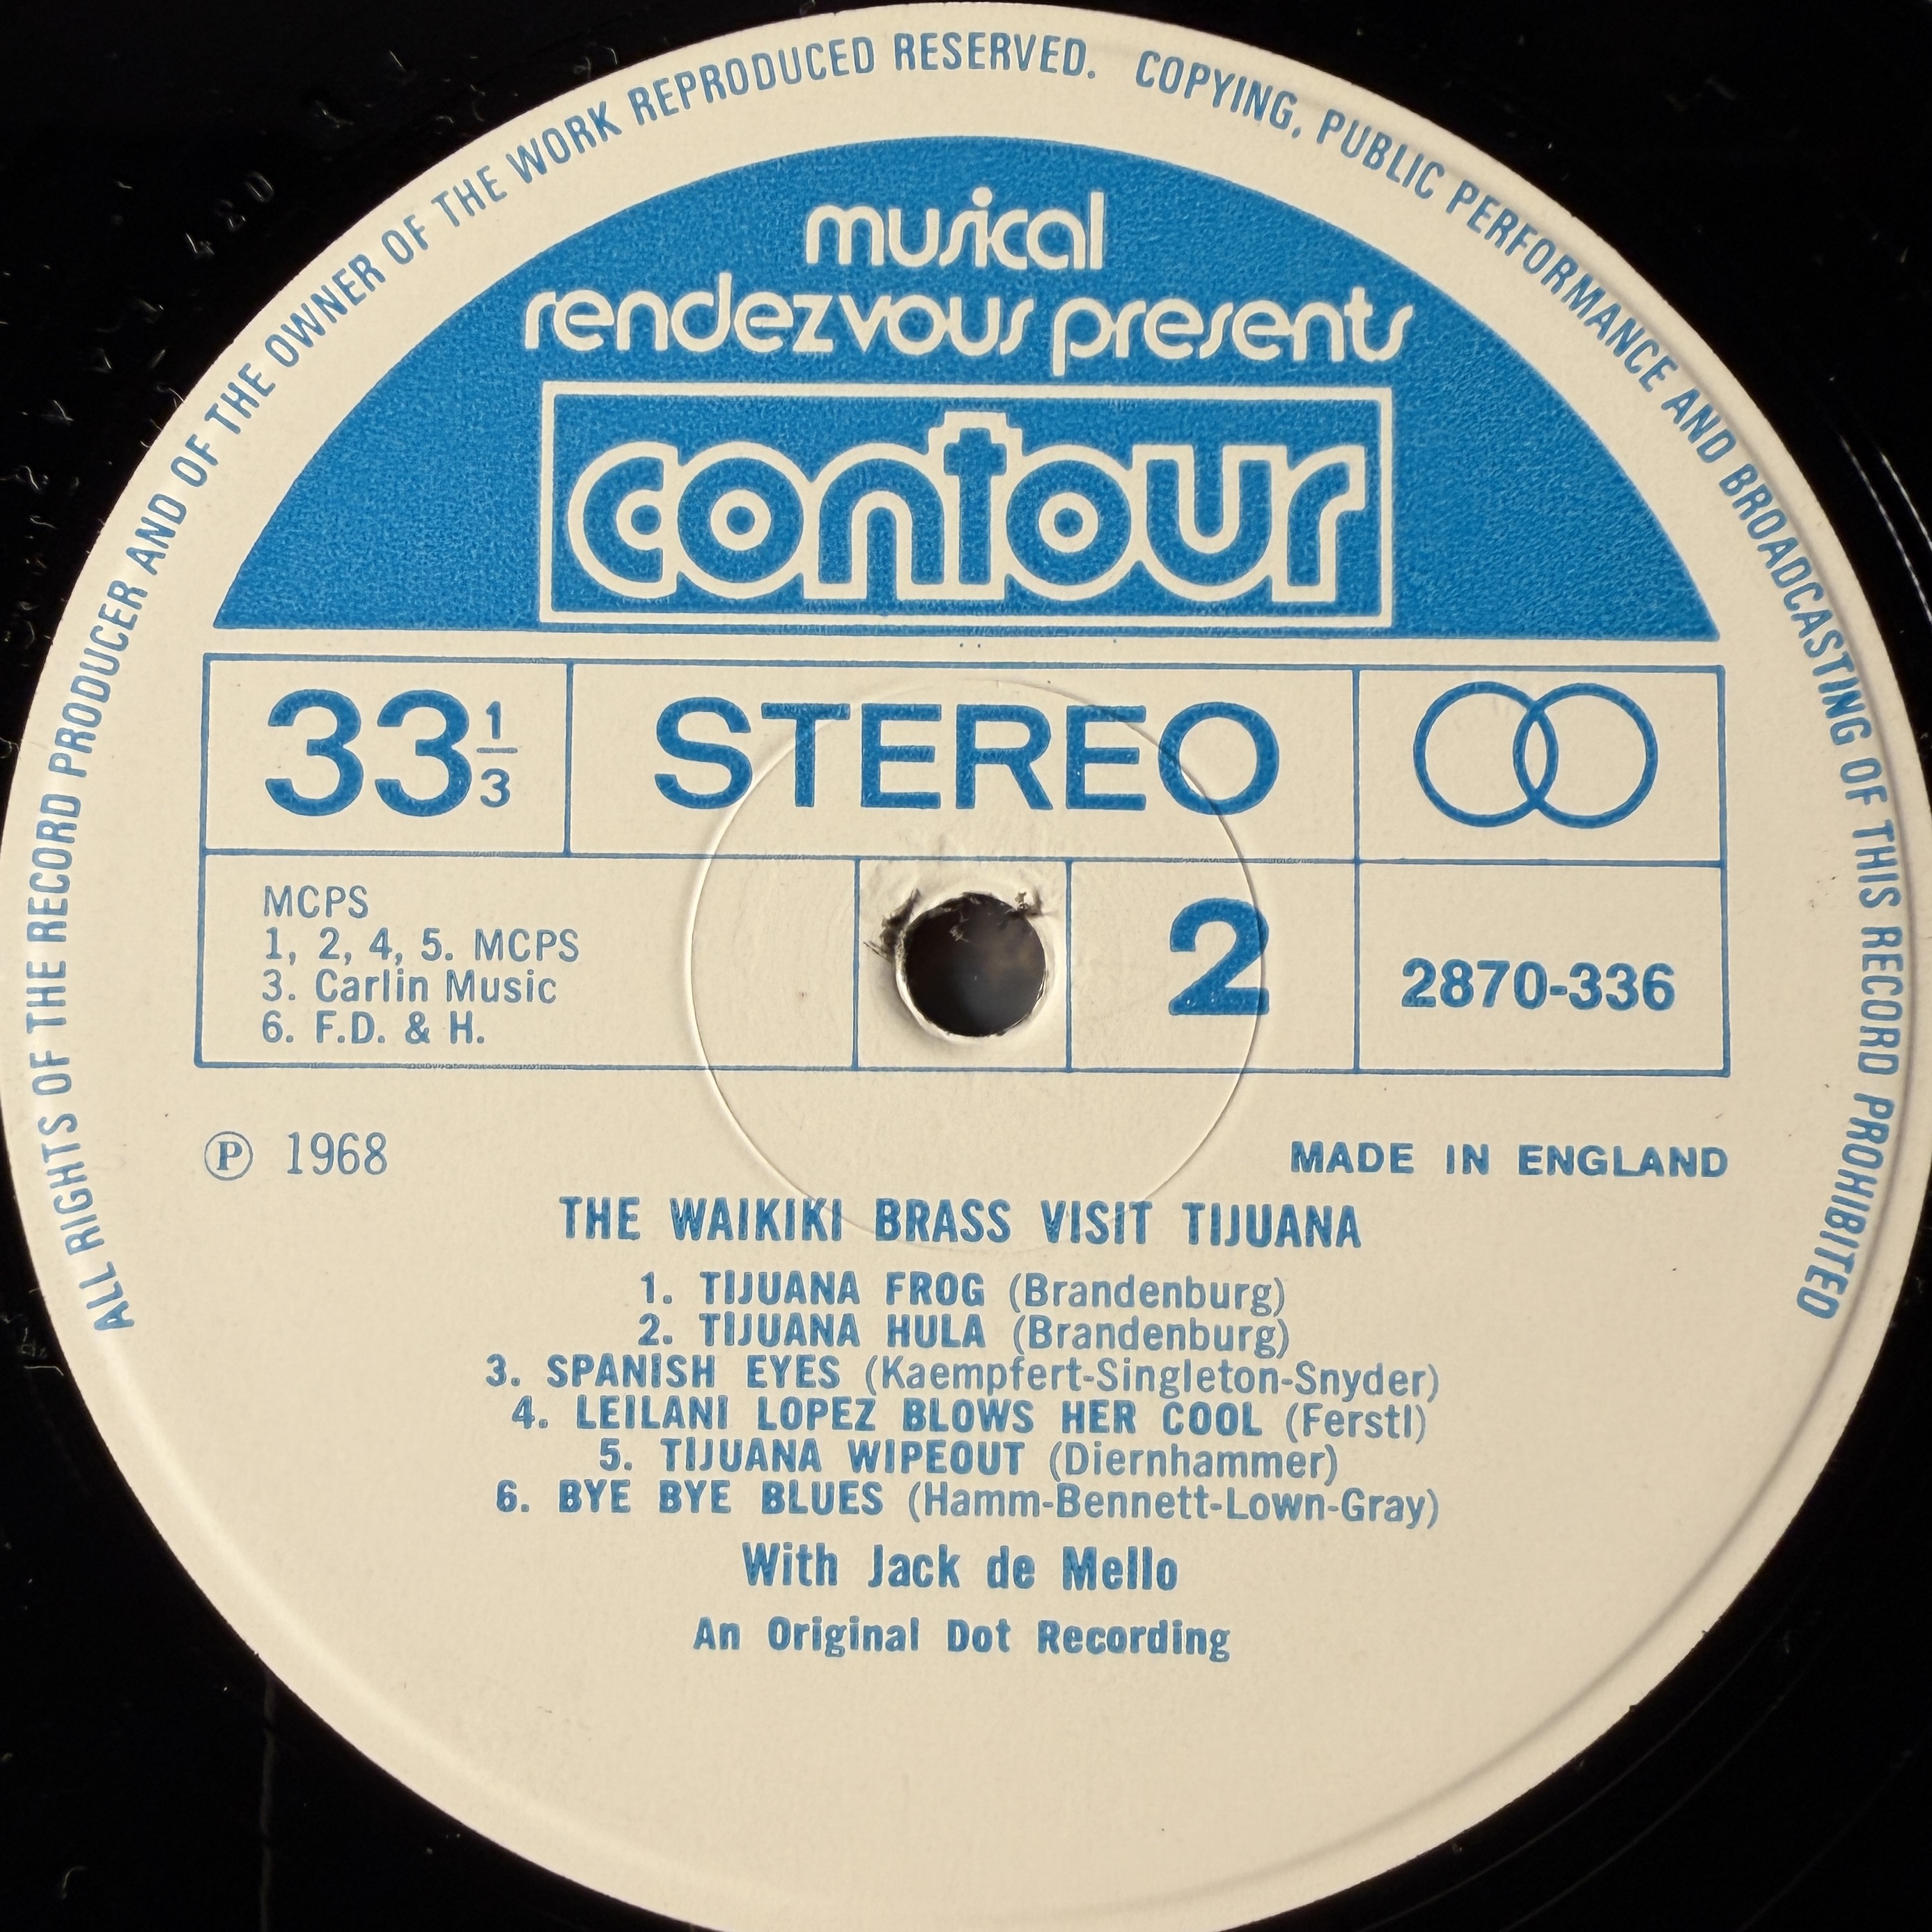 ALL RIGHTS OF THE RECORD PRODUCER AND OF THE OWNER OF THE WORK REPRODUCED RESERVED. COPYING, PUBLIC PERFORMANCE AND BROADCASTING OF THIS RECORD PROHIBITED
musical
rendezvous presents
contour
33 1/3 STEREO
MCPS
1, 2, 4, 5. MCPS
3. Carlin Music
6. F.D. & H.
2
2870-336
Ⓟ 1968
MADE IN ENGLAND
THE WAIKIKI BRASS VISIT TIJUANA
1. TIJUANA FROG (Brandenburg)
2. TIJUANA HULA (Brandenburg)
3. SPANISH EYES (Kaempfert-Singleton-Snyder)
4. LEILANI LOPEZ BLOWS HER COOL (Ferstl)
5. TIJUANA WIPEOUT (Diernhammer)
6. BYE BYE BLUES (Hamm-Bennett-Lown-Gray)
With Jack de Mello
An Original Dot Recording